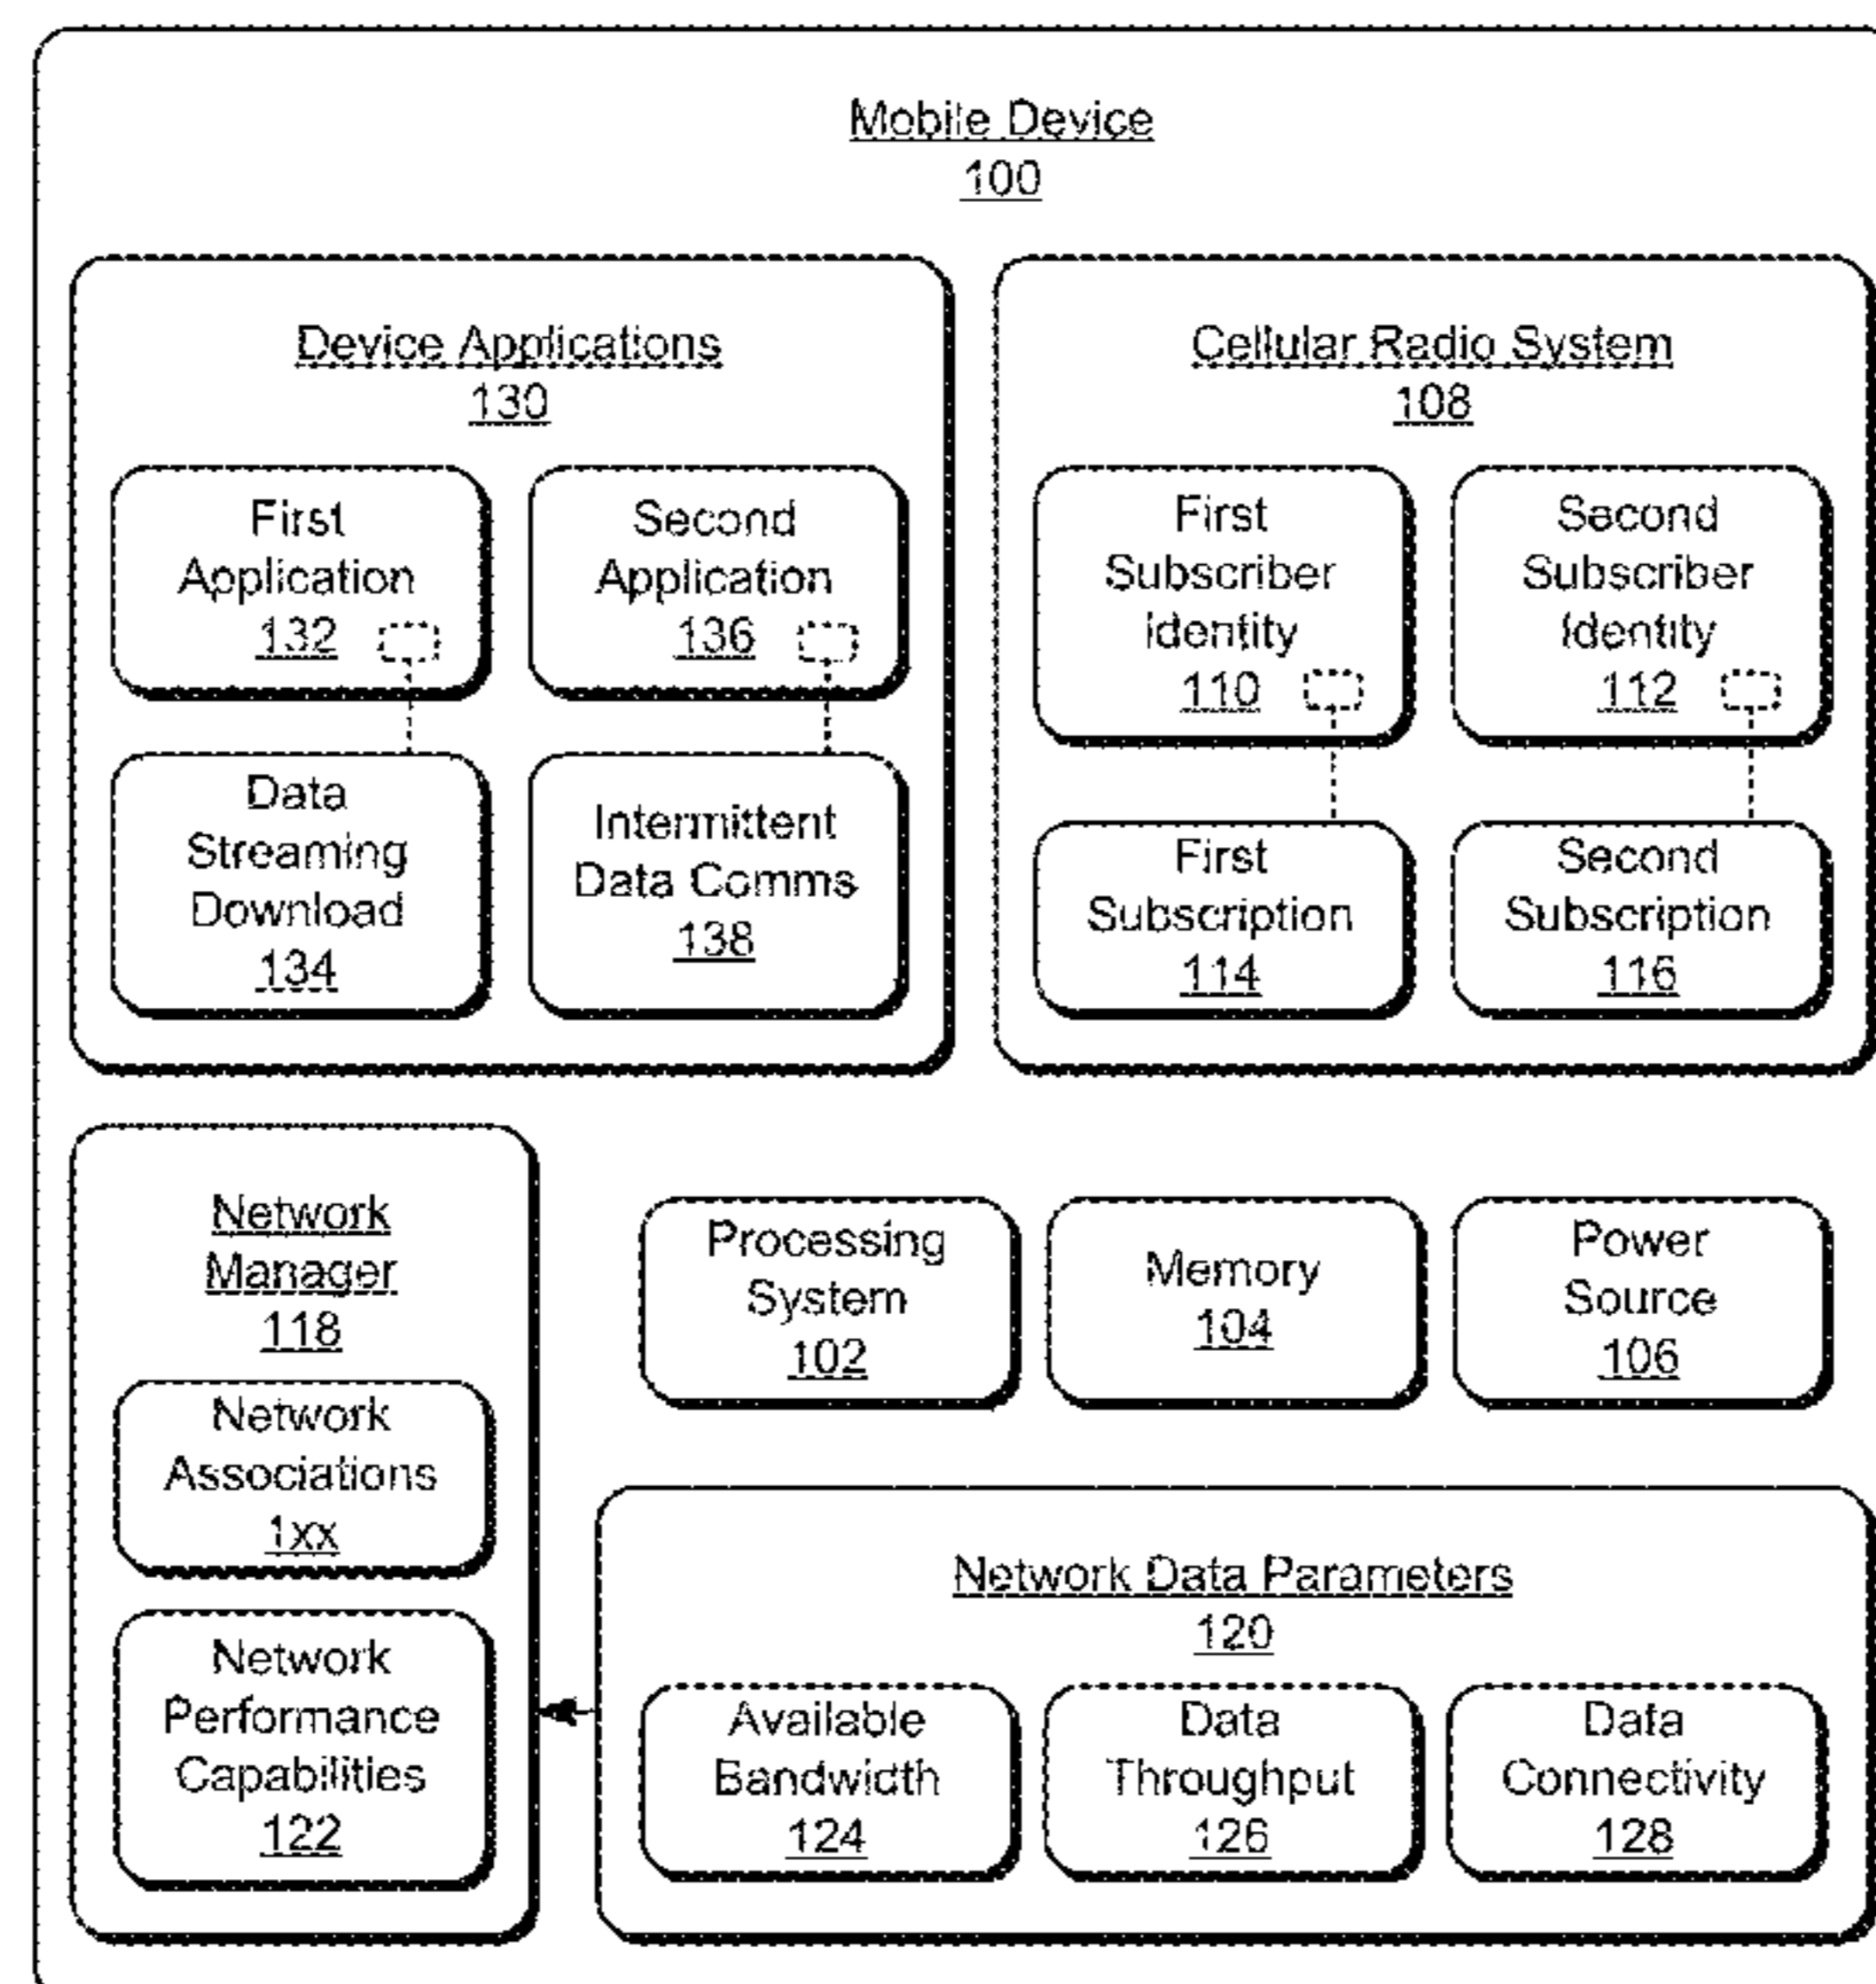 Mobile Device
100
Device Applications
130
First
Application
132
Second
Application
136
Data
Streaming
Download
134
Intermittent
Data Comms
138
Cellular Radio System
108
First
Subscriber
Identity
110
Second
Subscriber
Identity
112
First
Subscription
114
Second
Subscription
116
Network
Manager
118
Network
Associations
1xx
Network
Performance
Capabilities
122
Processing
System
102
Memory
104
Power
Source
106
Network Data Parameters
120
Available
Bandwidth
124
Data
Throughput
126
Data
Connectivity
128